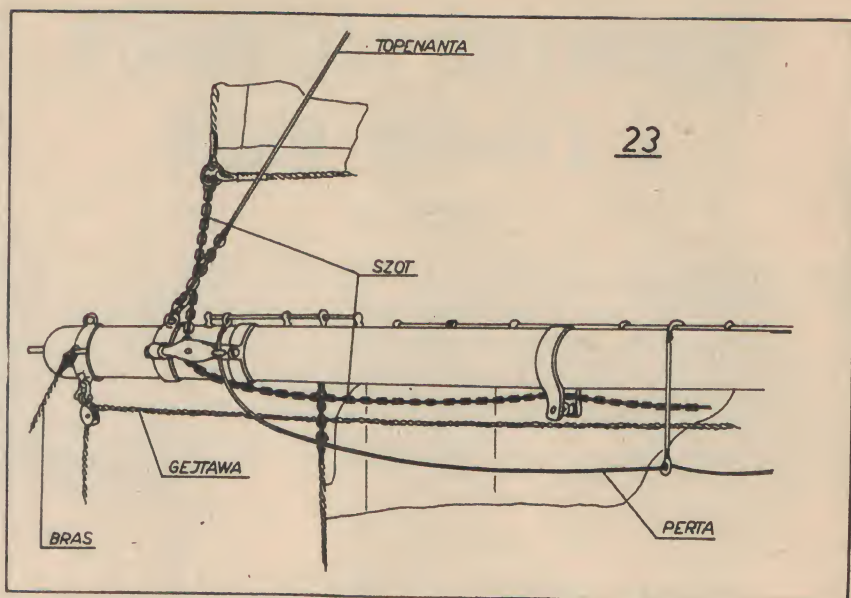 TOPENANTA
23
SZOT
GEJTAWA
BRAS
PERTA